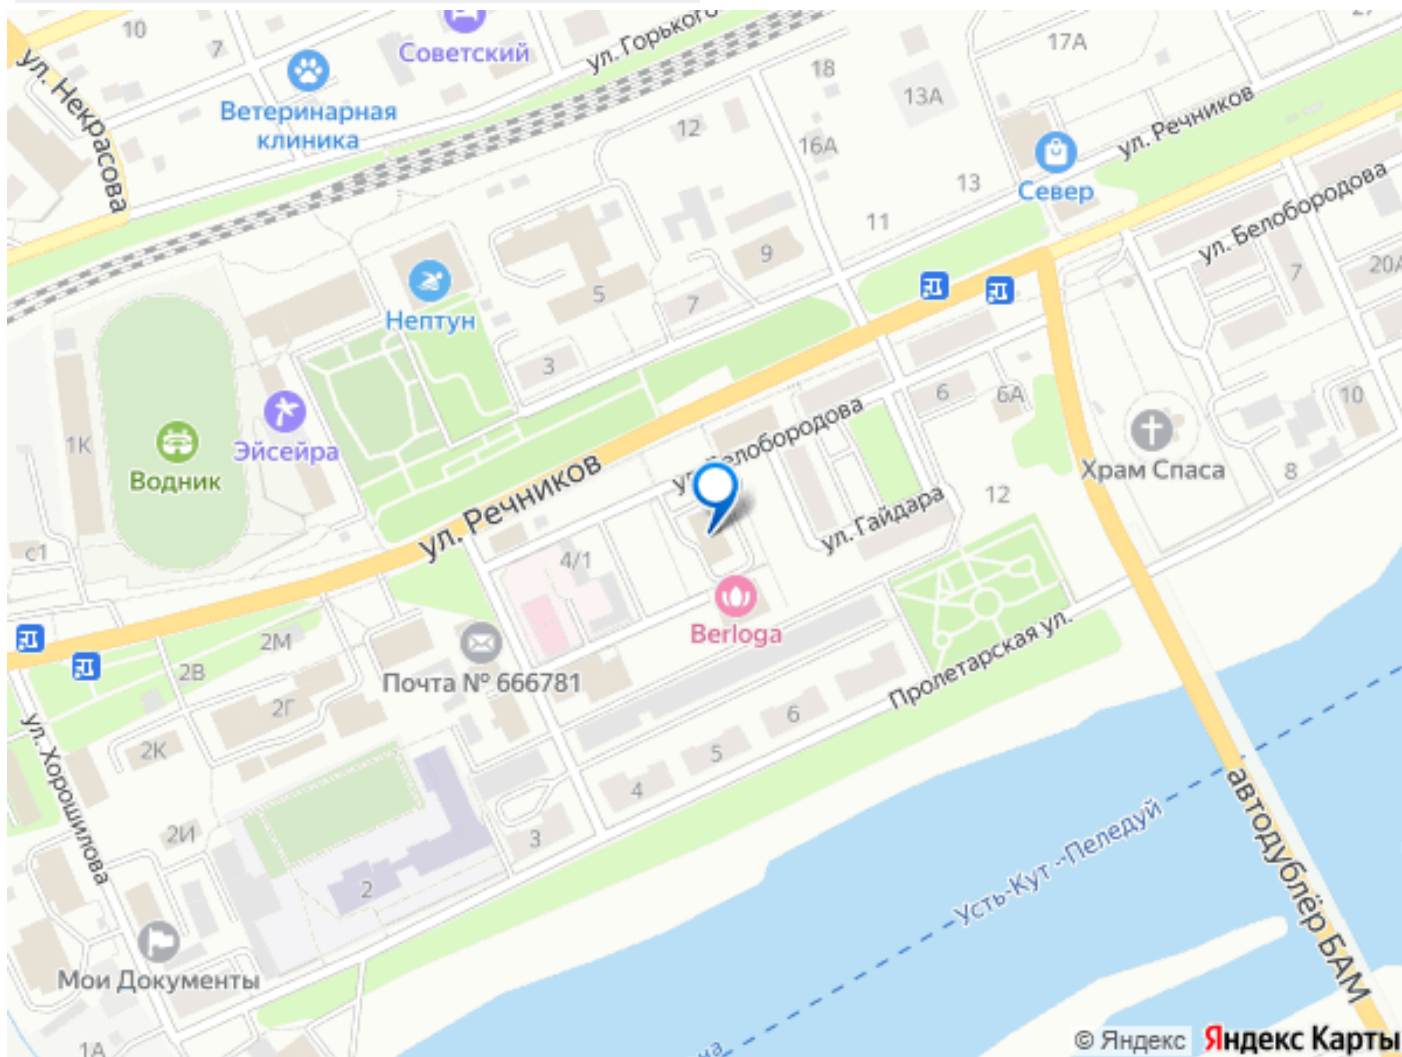 10
7
Советский
ул. Горького
17А
27
ул. Некрасова
Ветеринарная
клиника
18
13А
12
16А
ул. Речников
Север
13
11
ул. Белобородова
9
5
7
7
20А
Нептун
3
6
6А
10
1К
Эйсейра
Водник
ул. Белобородова
Храм Спаса
8
ул. Речников
12
ул. Гайдара
с1
4/1
Berloga
2М
2В
Почта № 666781
Пролетарская ул.
2Г
6
2К
5
4
ул. Хорошилова
2И
3
2
Усть-Кут - Пеледуй
автодублёр БАМ
Мои Документы
1А
© Яндекс Яндекс Карты